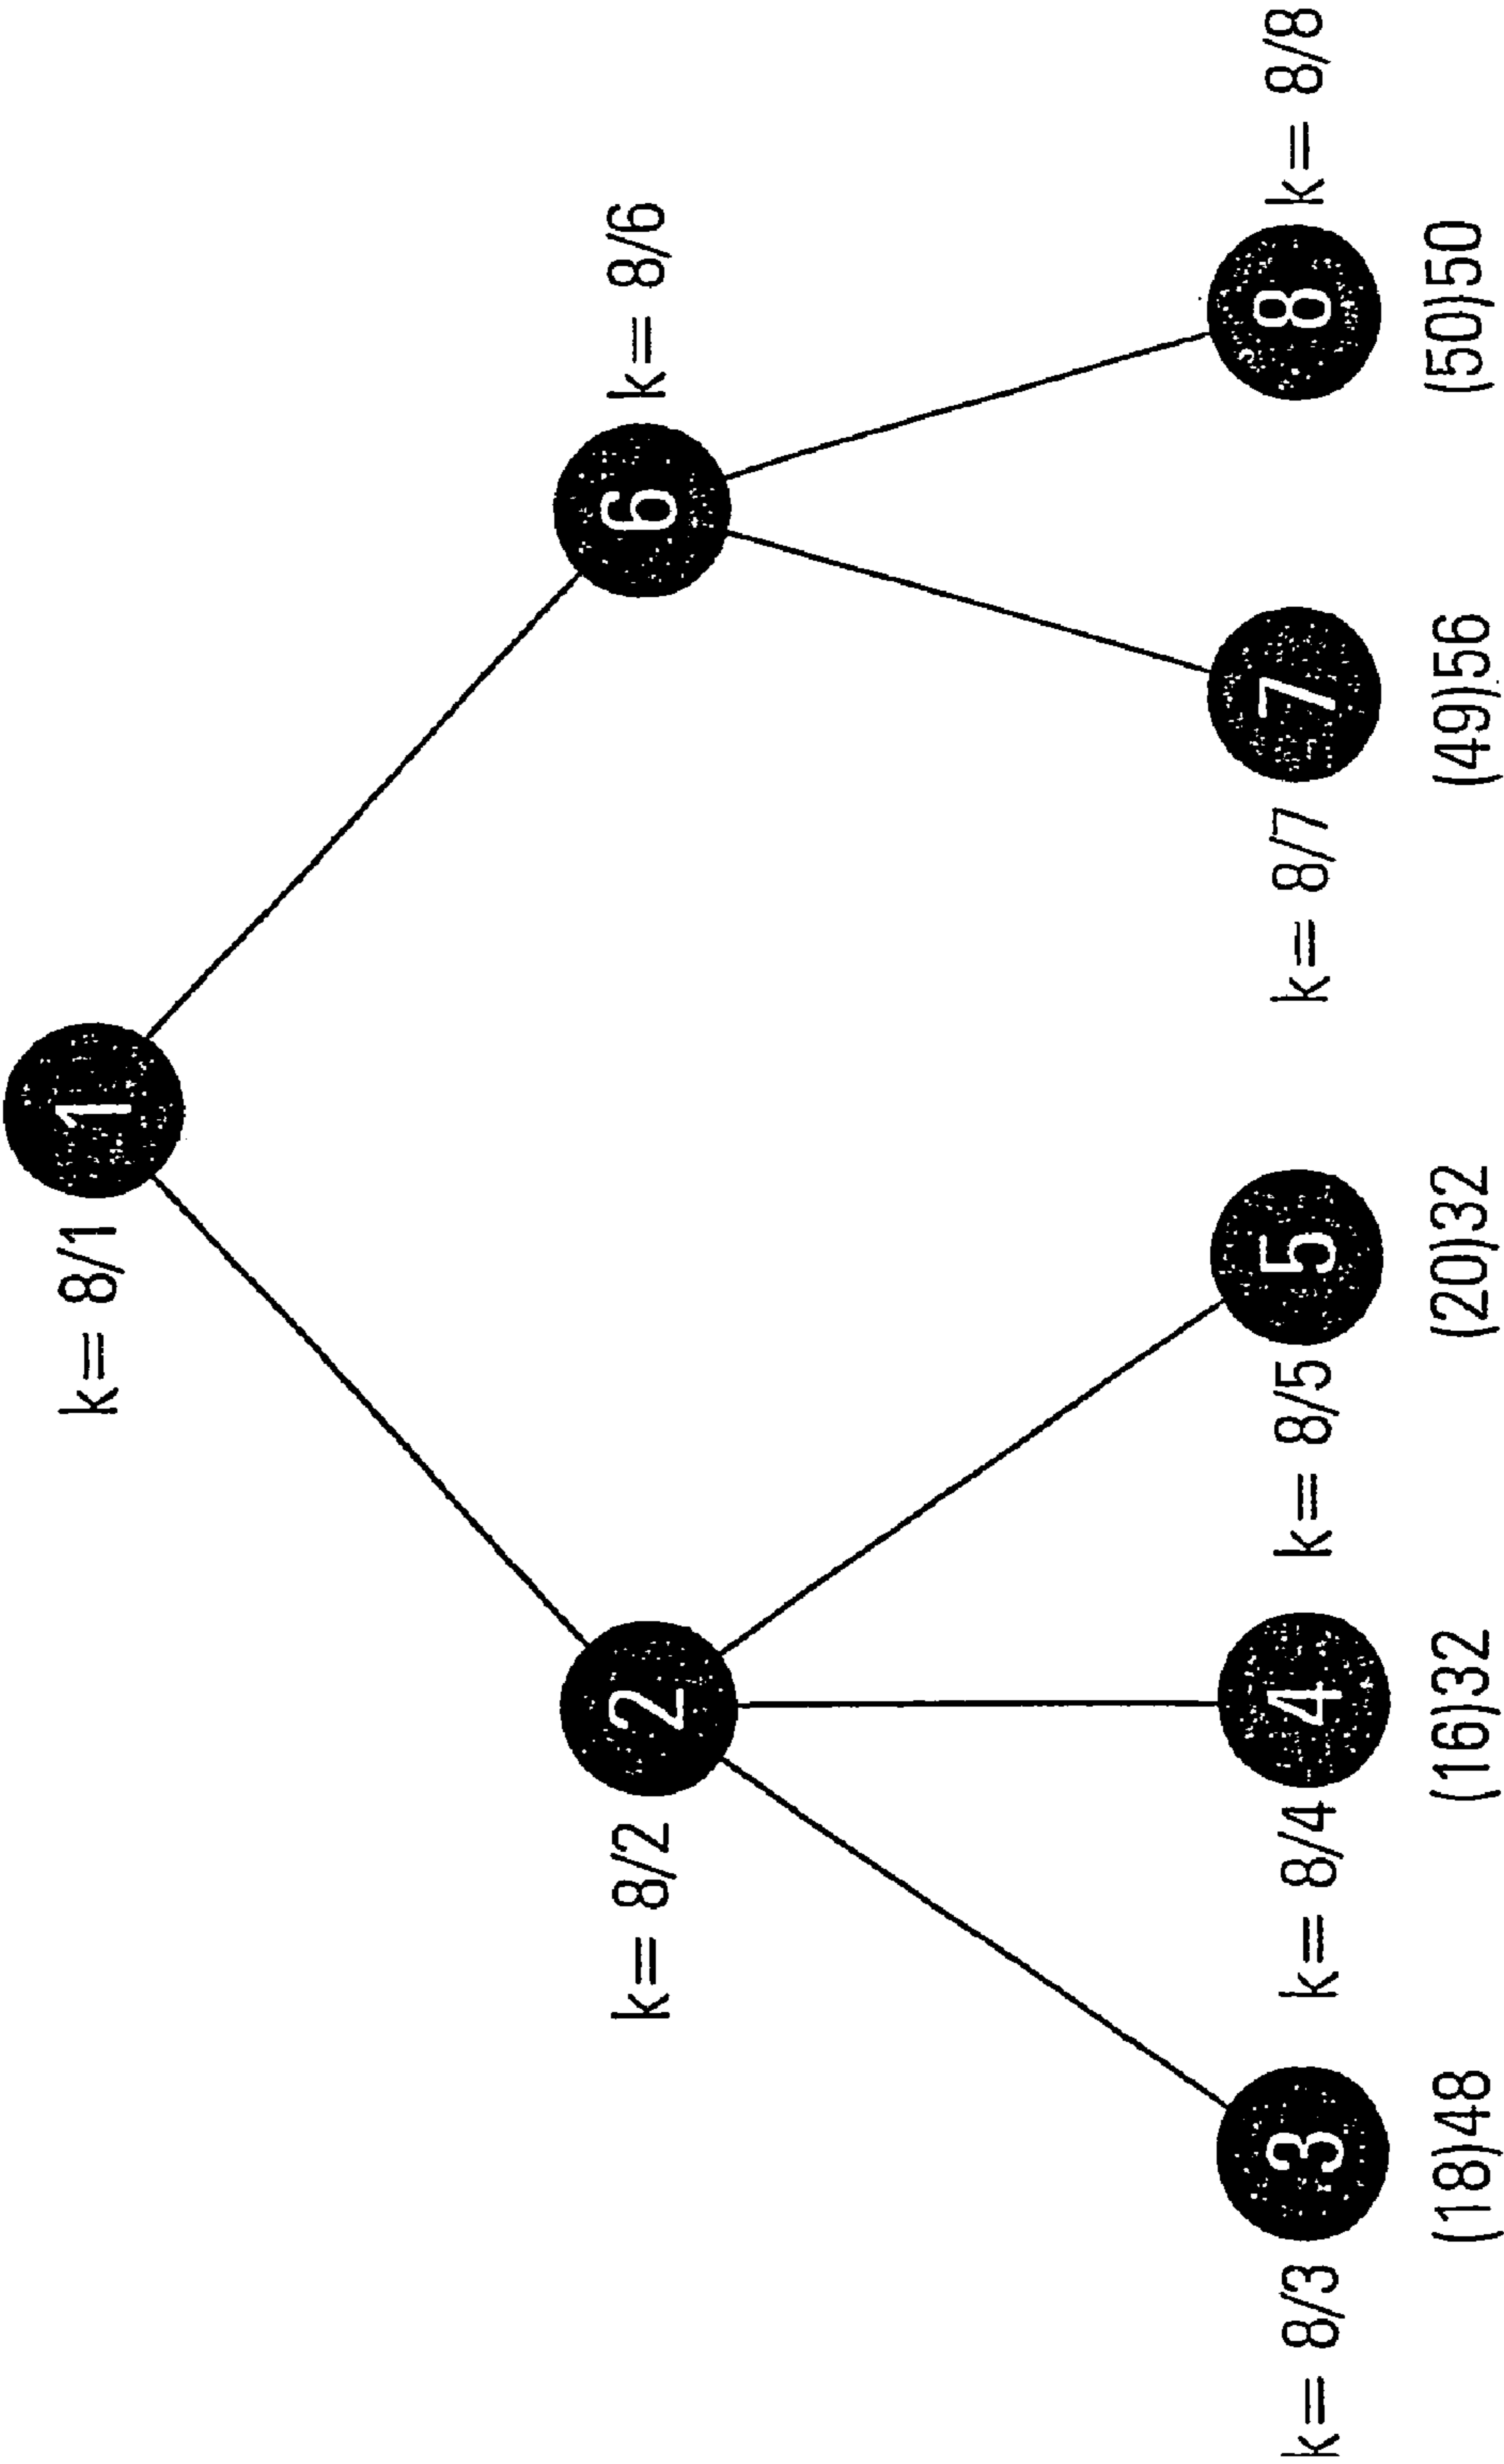 k= 8/1
1
k= 8/2
2
6
k= 8/6
k= 8/3
3
k= 8/4
4
k= 8/5
5
k= 8/7
7
8
k= 8/8
(18)48
(16)32
(20)32
(49)56
(50)50